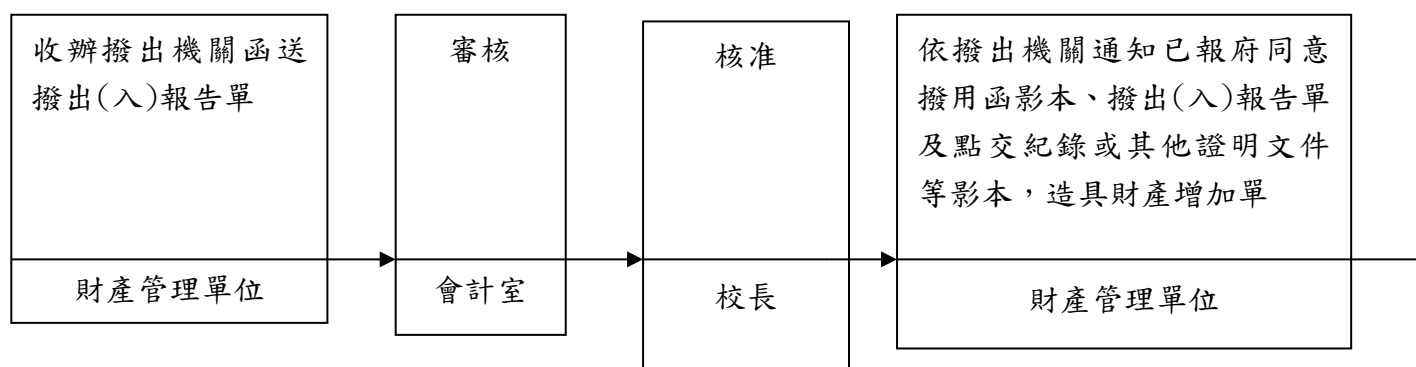 收辦撥出機關函送
撥出(入)報告單
財產管理單位
審核
會計室
核准
校長
依撥出機關通知已報府同意
撥用函影本、撥出(入)報告單
及點交紀錄或其他證明文件
等影本，造具財產增加單
財產管理單位